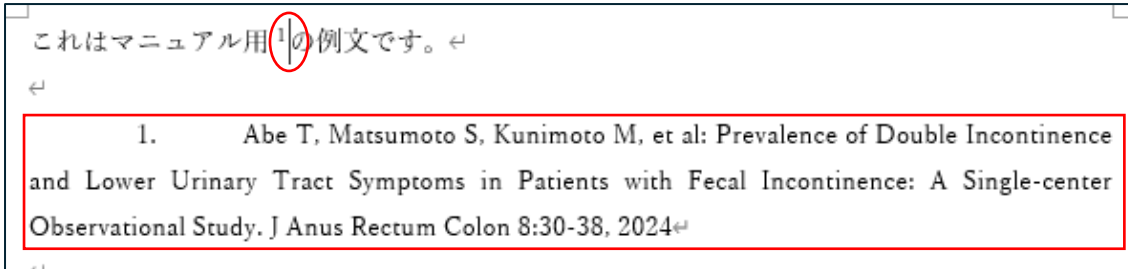 これはマニュアル用1の例文です。↵
↵
1. Abe T, Matsumoto S, Kunimoto M, et al: Prevalence of Double Incontinence
and Lower Urinary Tract Symptoms in Patients with Fecal Incontinence: A Single-center
Observational Study. J Anus Rectum Colon 8:30-38, 2024↵